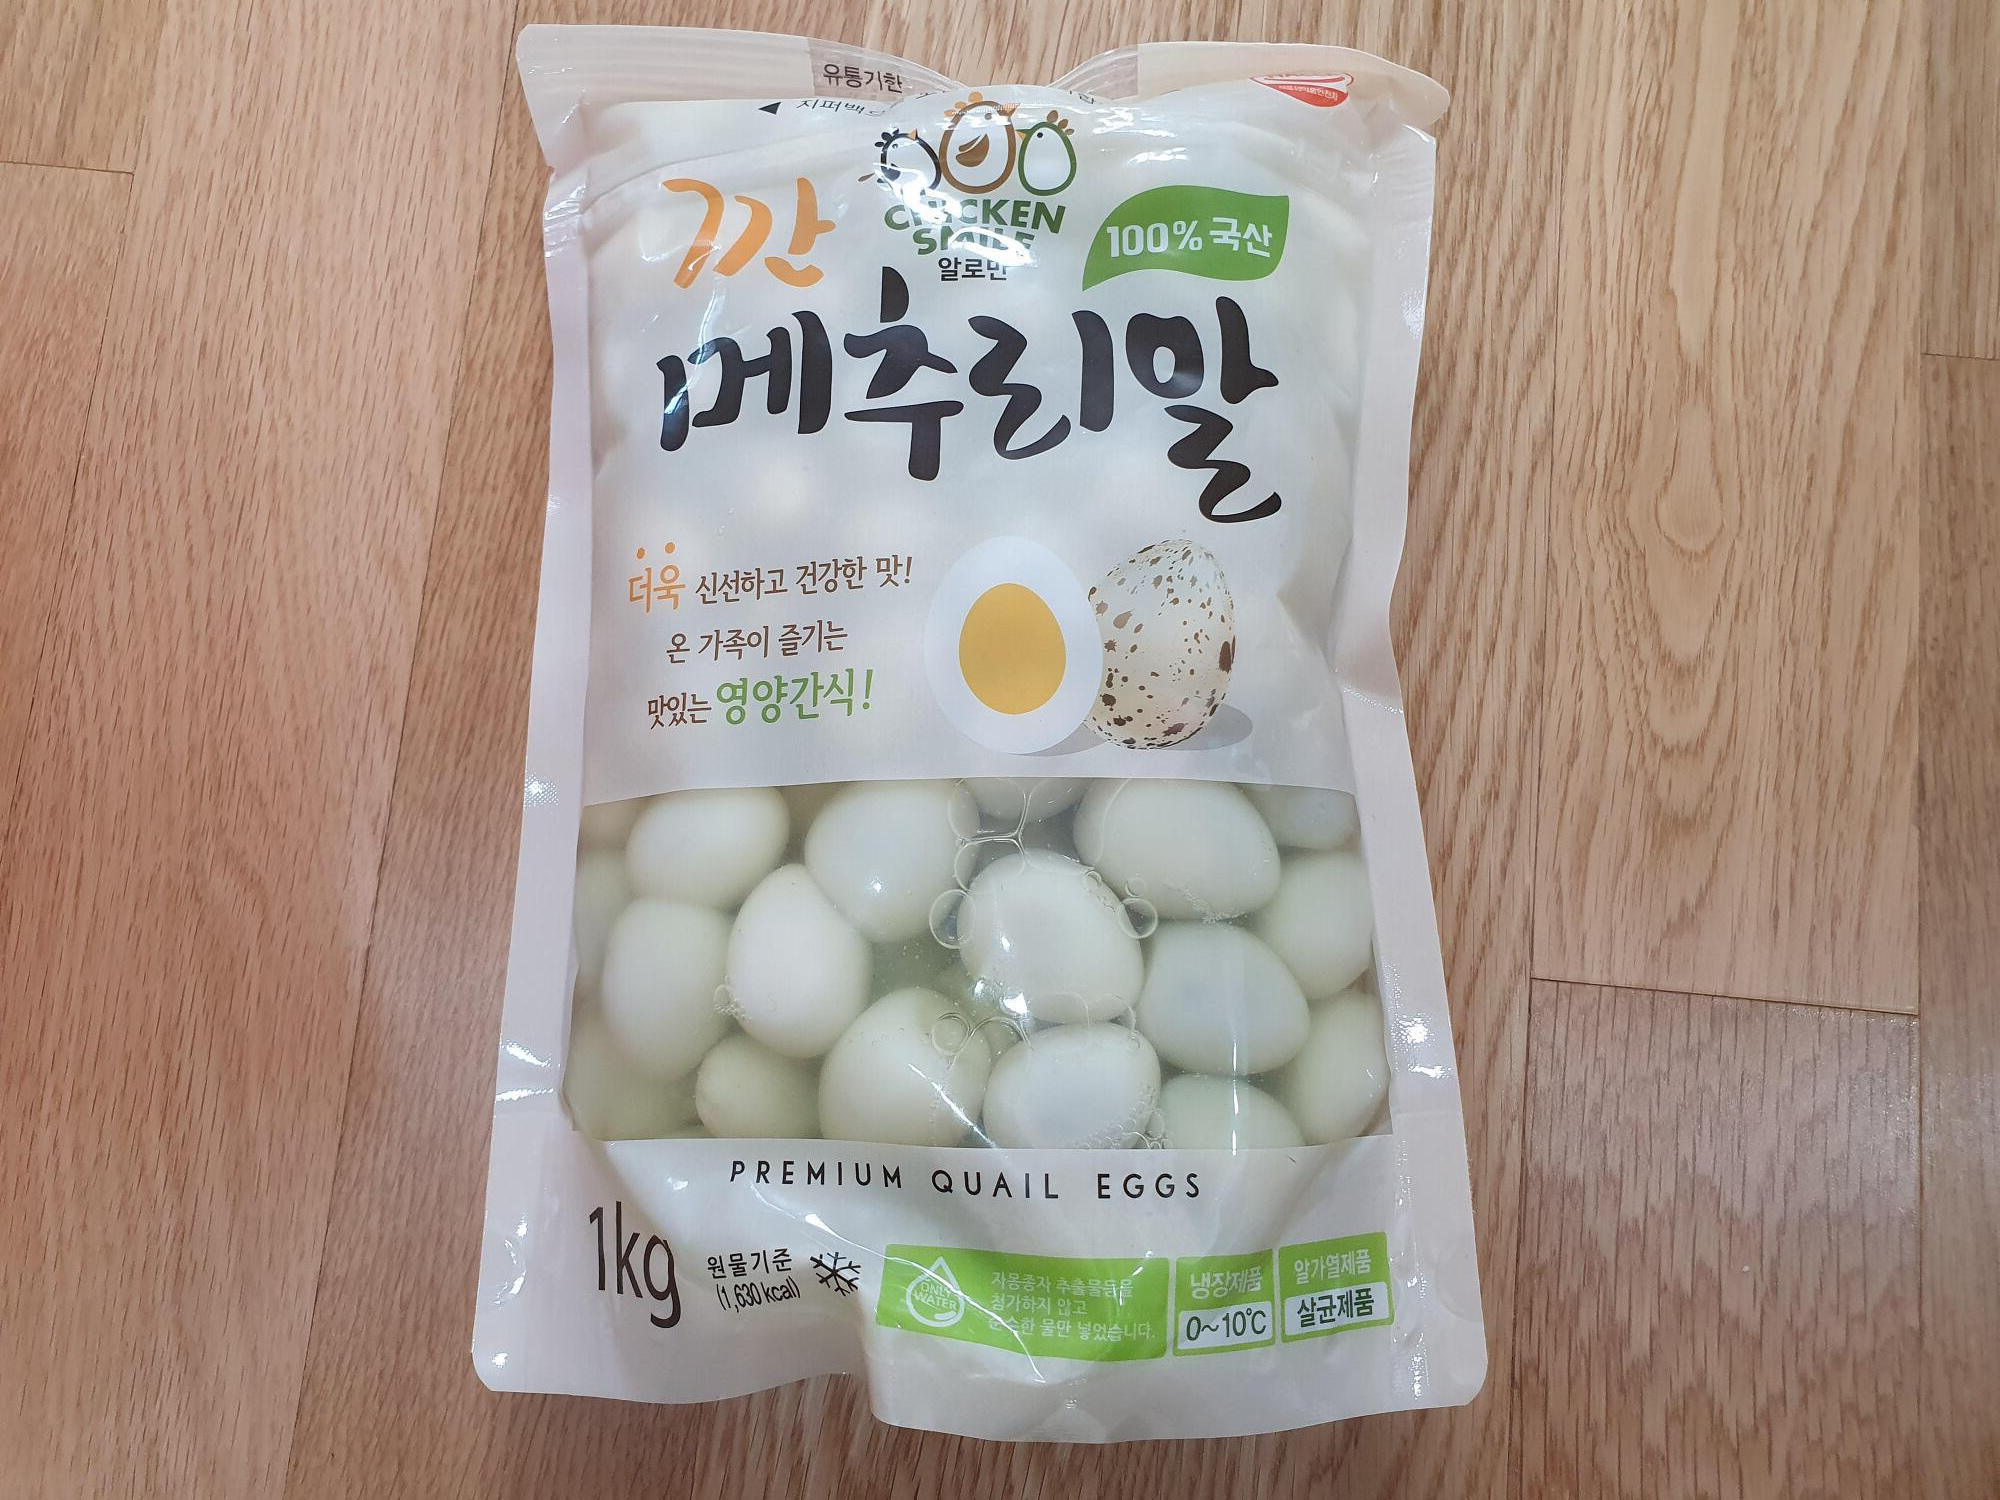 유통기한
지퍼백
CHICKEN
SMILE
알로만
깐
100% 국산
메추리알
더욱 신선하고 건강한 맛!
온 가족이 즐기는
맛있는 영양간식!
PREMIUM QUAIL EGGS
1kg
원물기준
(1,630 kcal)
ONLY
WATER
자몽종자 추출물등을
첨가하지 않고
순수한 물만 넣었습니다.
냉장제품
0~10℃
알가열제품
살균제품